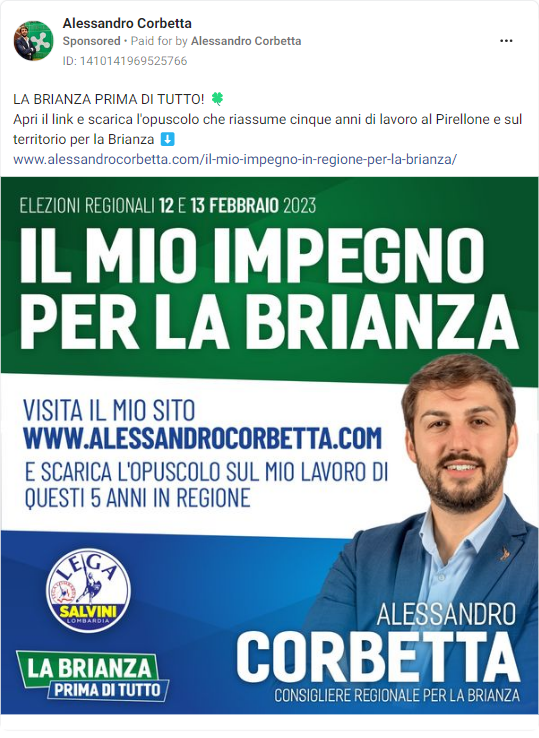 Alessandro Corbetta
Sponsored • Paid for by Alessandro Corbetta
ID: 1410141969525766
LA BRIANZA PRIMA DI TUTTO! 🍀
Apri il link e scarica l'opuscolo che riassume cinque anni di lavoro al Pirellone e sul
territorio per la Brianza ⬇️
www.alessandrocorbetta.com/il-mio-impegno-in-regione-per-la-brianza/
ELEZIONI REGIONALI 12 E 13 FEBBRAIO 2023
IL MIO IMPEGNO
PER LA BRIANZA
VISITA IL MIO SITO
WWW.ALESSANDROCORBETTA.COM
E SCARICA L'OPUSCOLO SUL MIO LAVORO DI
QUESTI 5 ANNI IN REGIONE
LEGA
SALVINI
LOMBARDIA
LA BRIANZA
PRIMA DI TUTTO
ALESSANDRO
CORBETTA
CONSIGLIERE REGIONALE PER LA BRIANZA